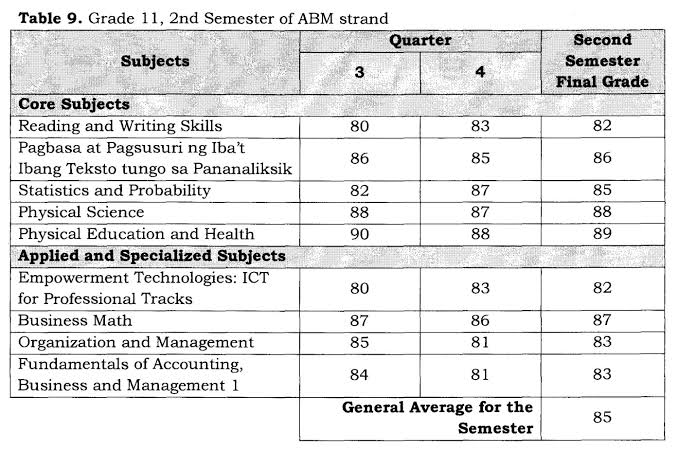 Table 9. Grade 11, 2nd Semester of ABM strand
Subjects Quarter Second Semester Final Grade
3 4
Core Subjects
Reading and Writing Skills 80 83 82
Pagbasa at Pagsusuri ng Iba't
Ibang Teksto tungo sa Pananaliksik 86 85 86
Statistics and Probability 82 87 85
Physical Science 88 87 88
Physical Education and Health 90 88 89
Applied and Specialized Subjects
Empowerment Technologies: ICT
for Professional Tracks 80 83 82
Business Math 87 86 87
Organization and Management 85 81 83
Fundamentals of Accounting,
Business and Management 1 84 81 83
General Average for the
Semester 85